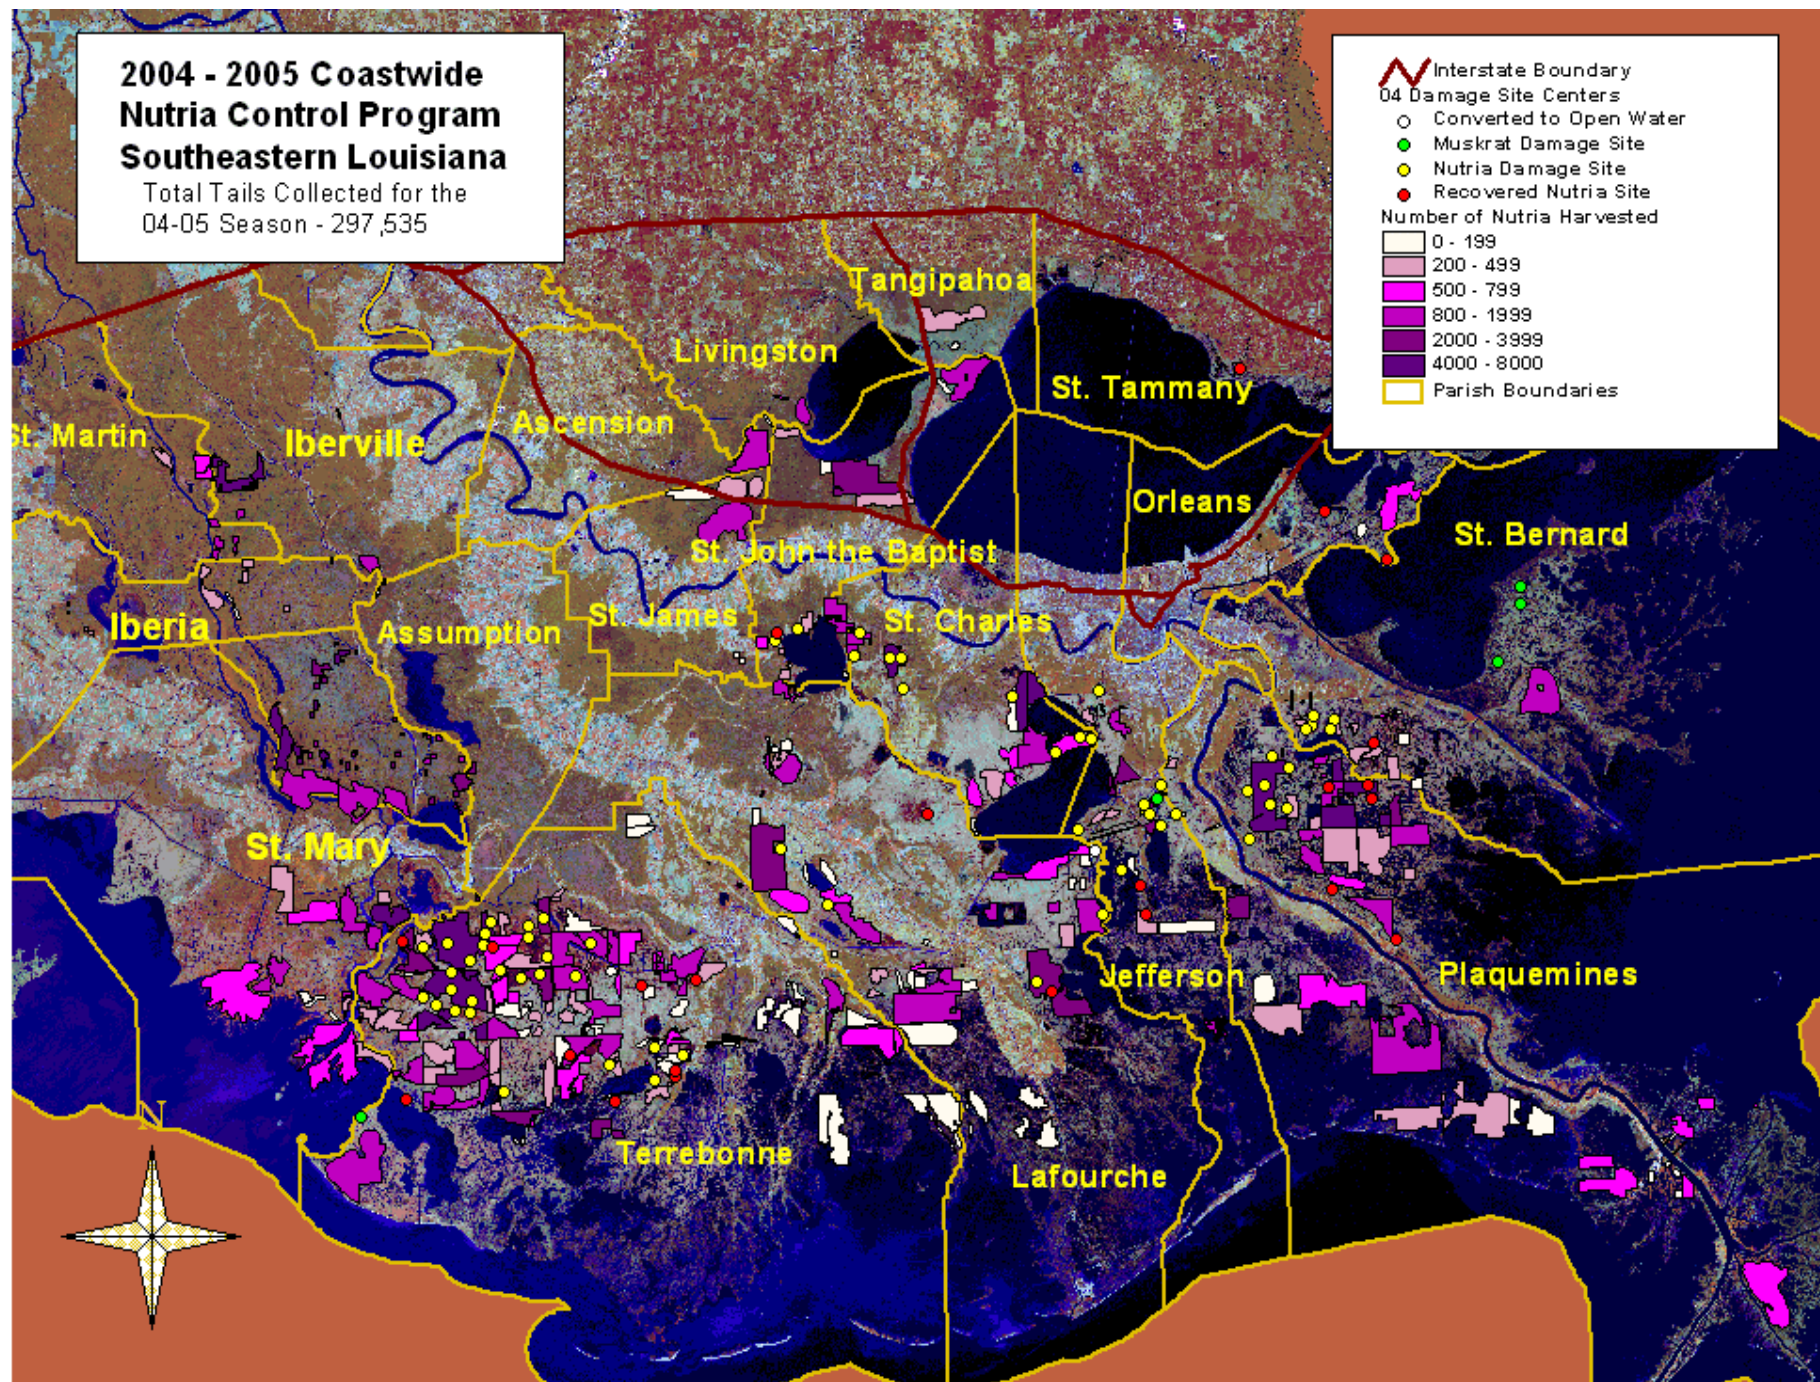 2004 - 2005 Coastwide
Nutria Control Program
Southeastern Louisiana
Total Tails Collected for the
04-05 Season - 297,535
Interstate Boundary
04 Damage Site Centers
Converted to Open Water
Muskrat Damage Site
Nutria Damage Site
Recovered Nutria Site
Number of Nutria Harvested
0 - 199
200 - 499
500 - 799
800 - 1999
2000 - 3999
4000 - 8000
Parish Boundaries
Tangipahoa
Livingston
St. Tammany
Ascension
St. Martin
Iberville
Orleans
St. Bernard
St. John the Baptist
St. James
St. Charles
Iberia
Assumption
St. Mary
Jefferson
Plaquemines
Terrebonne
Lafourche
N